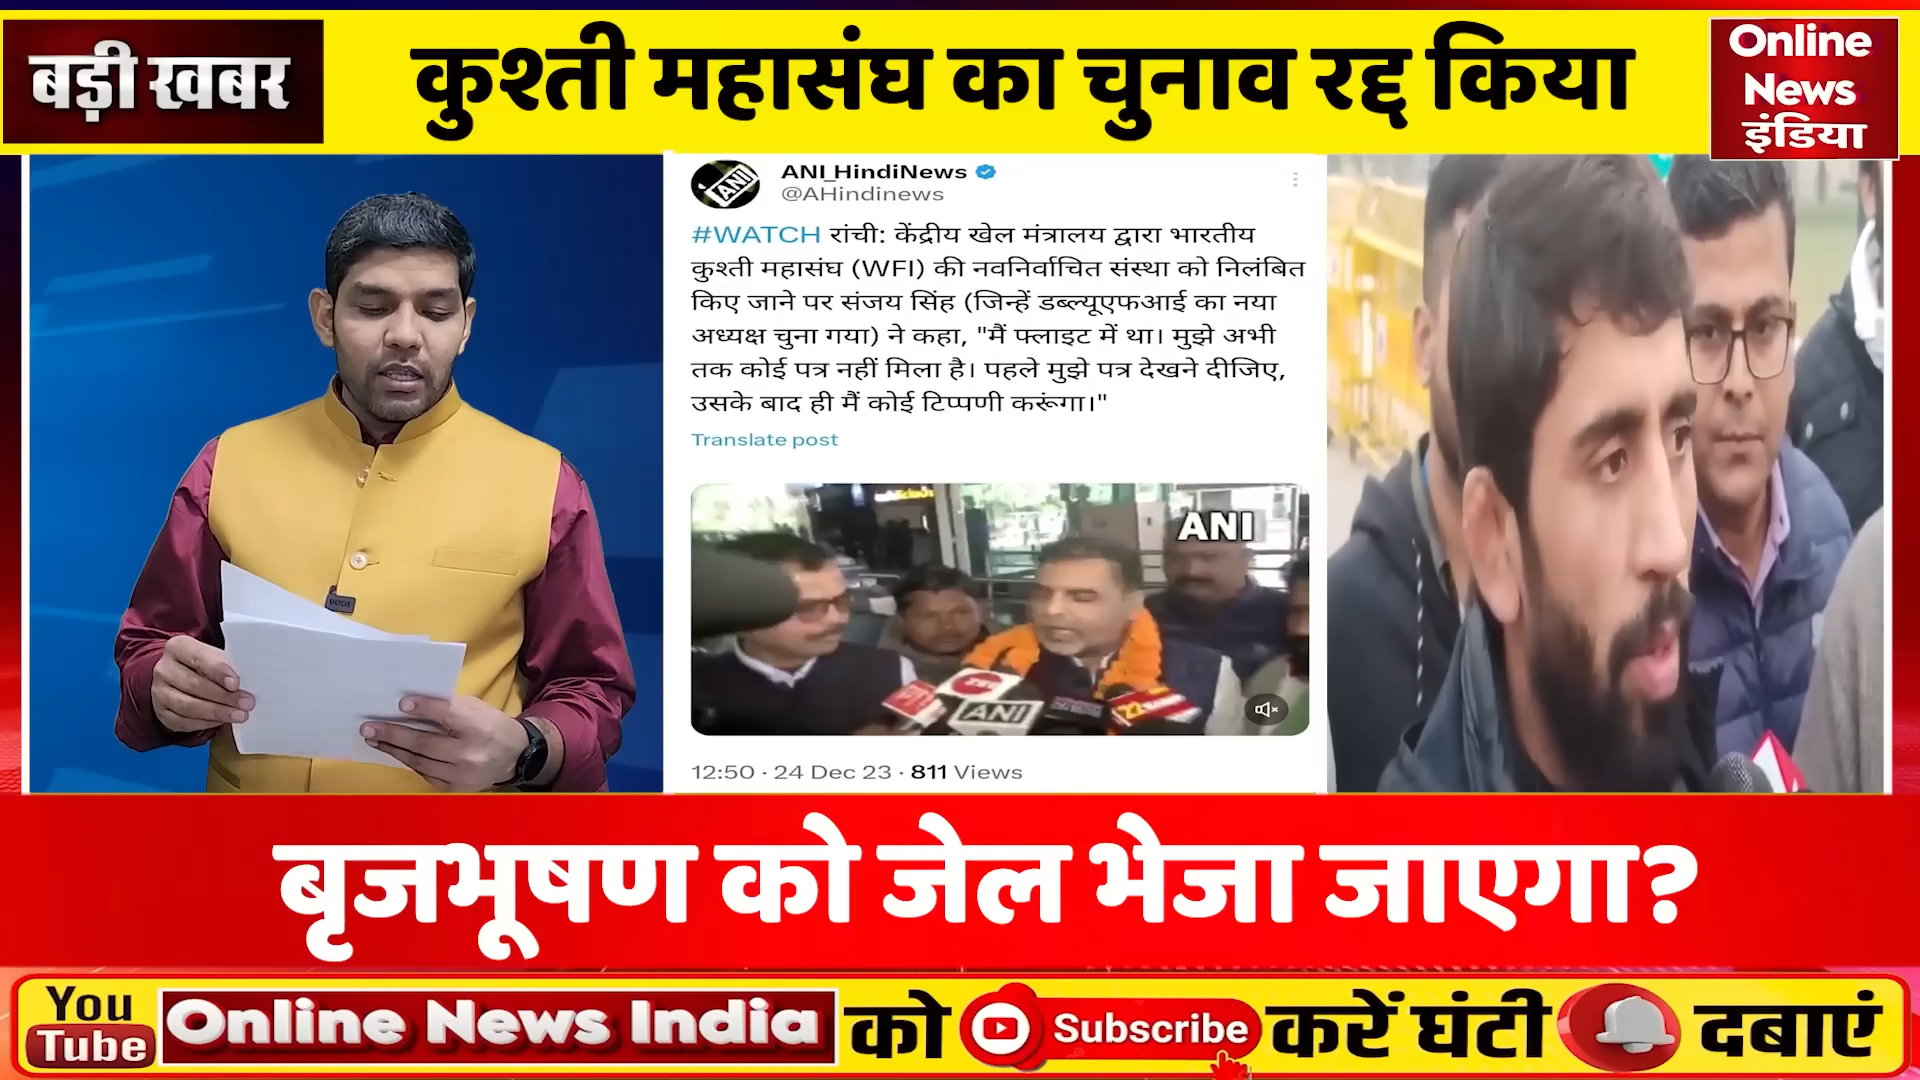 बड़ी खबर
कुश्ती महासंघ का चुनाव रद्द किया
Online
News
इंडिया
ANI_HindiNews
@AHindinews
#WATCH रांची: केंद्रीय खेल मंत्रालय द्वारा भारतीय
कुश्ती महासंघ (WFI) की नवनिर्वाचित संस्था को निलंबित
किए जाने पर संजय सिंह (जिन्हें डब्ल्यूएफआई का नया
अध्यक्ष चुना गया) ने कहा, "मैं फ्लाइट में था। मुझे अभी
तक कोई पत्र नहीं मिला है। पहले मुझे पत्र देखने दीजिए,
उसके बाद ही मैं कोई टिप्पणी करूंगा।"
Translate post
ANI
ANI
RODE
12:50 · 24 Dec 23 · 811 Views
बृजभूषण को जेल भेजा जाएगा?
You
Tube
Online News India को Subscribe करें घंटी दबाएं